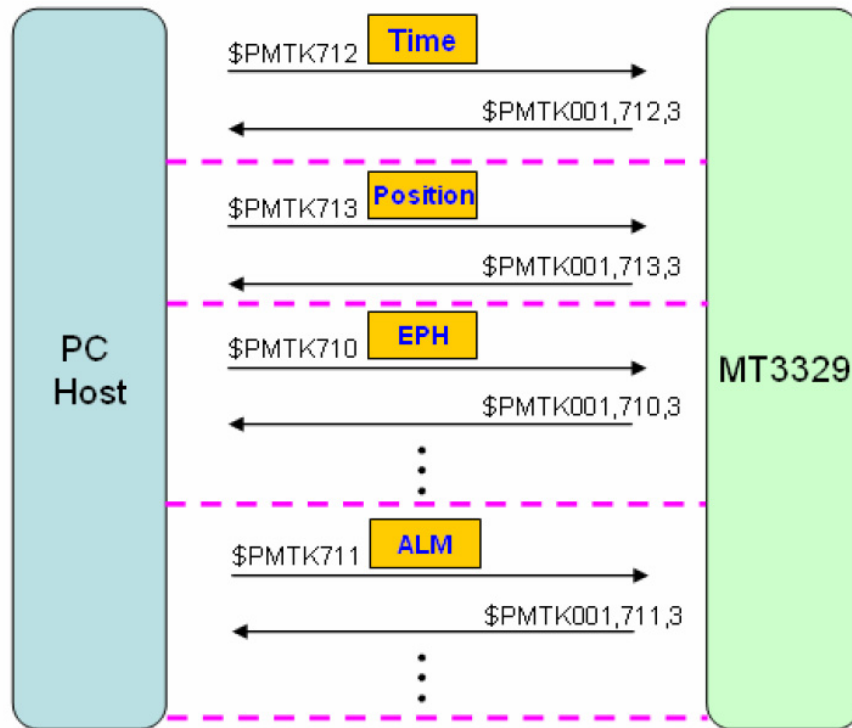 Time
$PMTK712
$PMTK001,712,3
Position
$PMTK713
$PMTK001,713,3
EPH
$PMTK710
$PMTK001,710,3
PC
Host
MT3329
ALM
$PMTK711
$PMTK001,711,3